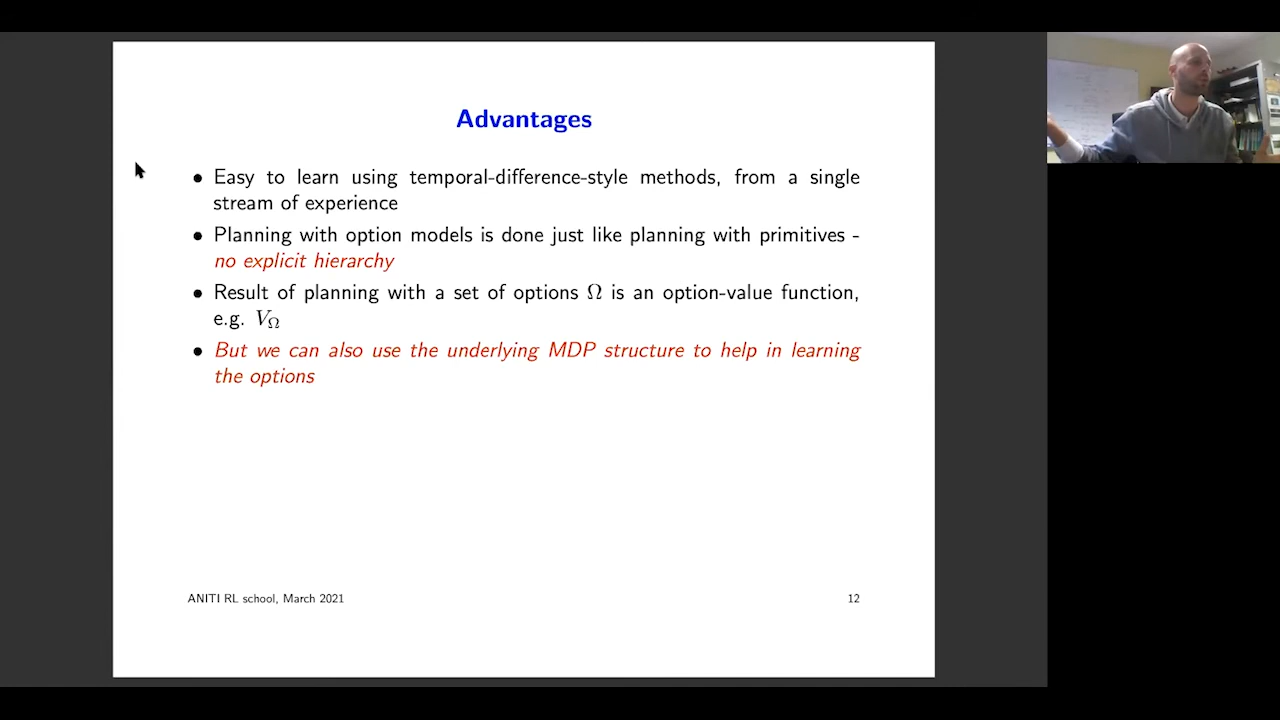 Advantages
• Easy to learn using temporal-difference-style methods, from a single
stream of experience
• Planning with option models is done just like planning with primitives -
no explicit hierarchy
• Result of planning with a set of options Ω is an option-value function,
e.g. V_Ω
• But we can also use the underlying MDP structure to help in learning
the options
ANITI RL school, March 2021
12